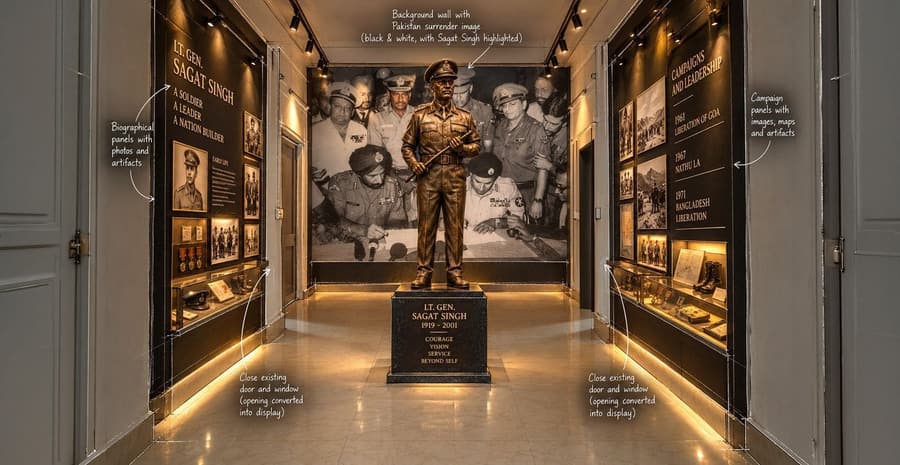 Background wall with
Pakistan surrender image
(black & white, with Sagat Singh highlighted)
LT. GEN.
SAGAT SINGH
A SOLDIER
A LEADER
A NATION BUILDER
EARLY LIFE
Biographical
panels with
photos and
artifacts
CAMPAIGNS
AND LEADERSHIP
1961
LIBERATION OF GOA
1967
NATHU LA
1971
BANGLADESH
LIBERATION
Campaign
panels with
images, maps
and artifacts
LT. GEN.
SAGAT SINGH
1919 - 2001
COURAGE
VISION
SERVICE
BEYOND SELF
Close existing
door and window
(opening converted
into display)
Close existing
door and window
(opening converted
into display)